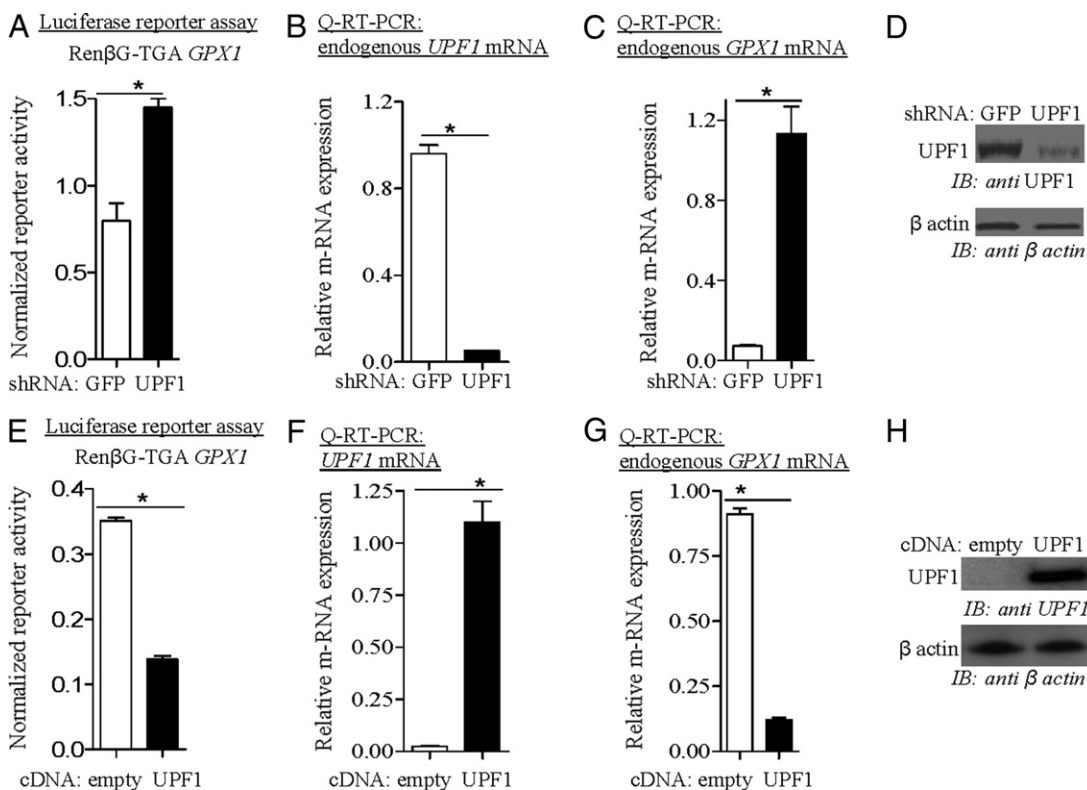 A
Luciferase reporter assay
RenβG-TGA GPX1
Normalized reporter activity
1.5
1.0
0.5
0.0
*
shRNA: GFP UPF1
B
Q-RT-PCR:
endogenous UPF1 mRNA
Relative m-RNA expression
1.2
0.8
0.4
0.0
*
shRNA: GFP UPF1
C
Q-RT-PCR:
endogenous GPX1 mRNA
Relative m-RNA expression
1.2
0.8
0.4
0.0
*
shRNA: GFP UPF1
D
shRNA: GFP UPF1
UPF1
IB: anti UPF1
β actin
IB: anti β actin
E
Luciferase reporter assay
RenβG-TGA GPX1
Normalized reporter activity
0.4
0.3
0.2
0.1
0.0
*
cDNA: empty UPF1
F
Q-RT-PCR:
UPF1 mRNA
Relative m-RNA expression
1.25
1.00
0.75
0.50
0.25
0.00
*
cDNA: empty UPF1
G
Q-RT-PCR:
endogenous GPX1 mRNA
Relative m-RNA expression
1.00
0.75
0.50
0.25
0.00
*
cDNA: empty UPF1
H
cDNA: empty UPF1
UPF1
IB: anti UPF1
β actin
IB: anti β actin